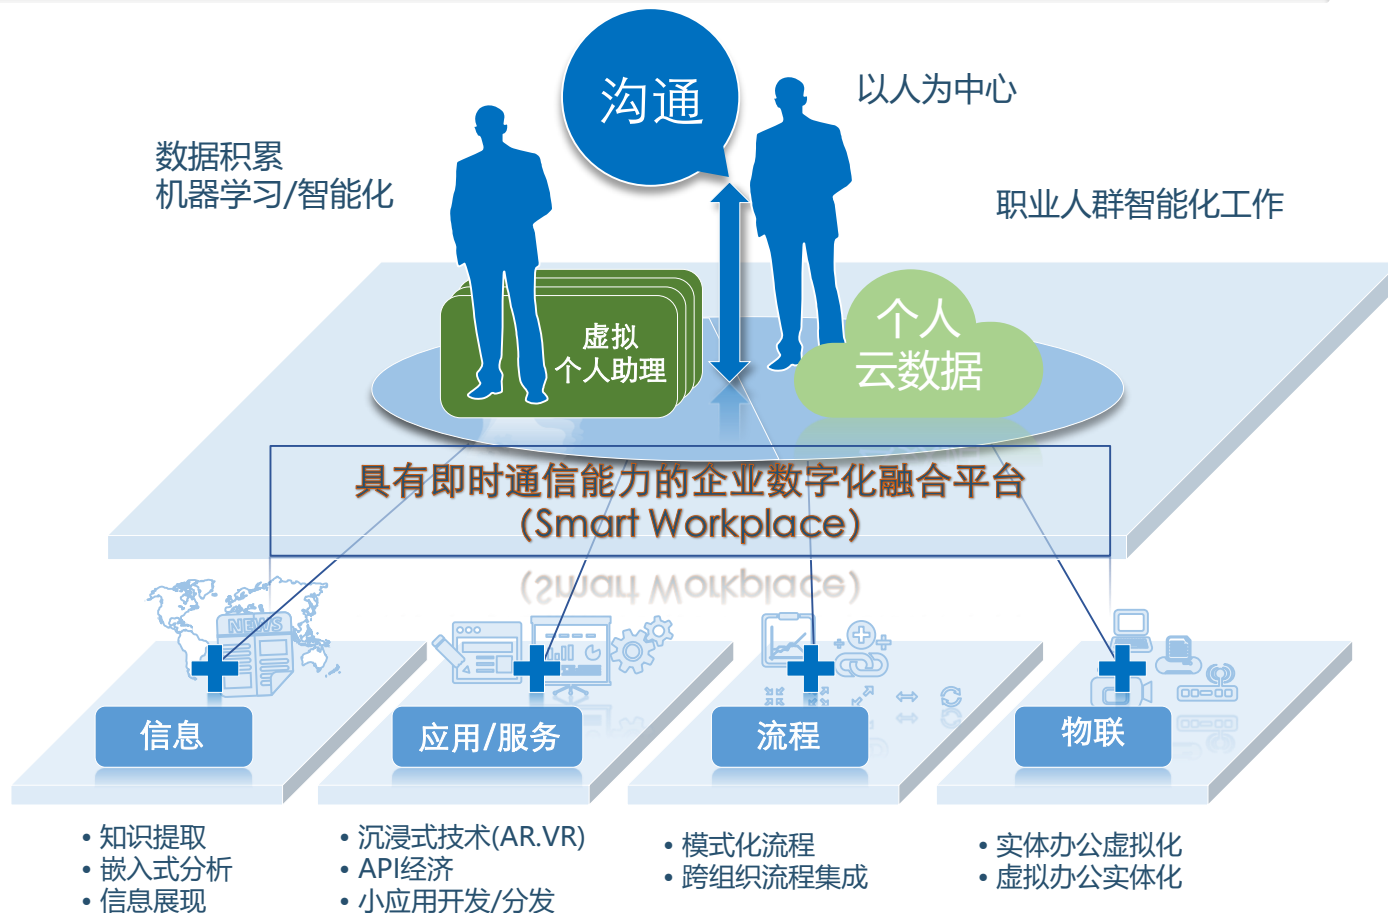 沟通
以人为中心
数据积累
机器学习/智能化
职业人群智能化工作
虚拟
个人助理
个人
云数据
具有即时通信能力的企业数字化融合平台
（Smart Workplace）
NEWS
信息
应用/服务
流程
物联
• 知识提取
• 嵌入式分析
• 信息展现
• 沉浸式技术(AR.VR)
• API经济
• 小应用开发/分发
• 模式化流程
• 跨组织流程集成
• 实体办公虚拟化
• 虚拟办公实体化